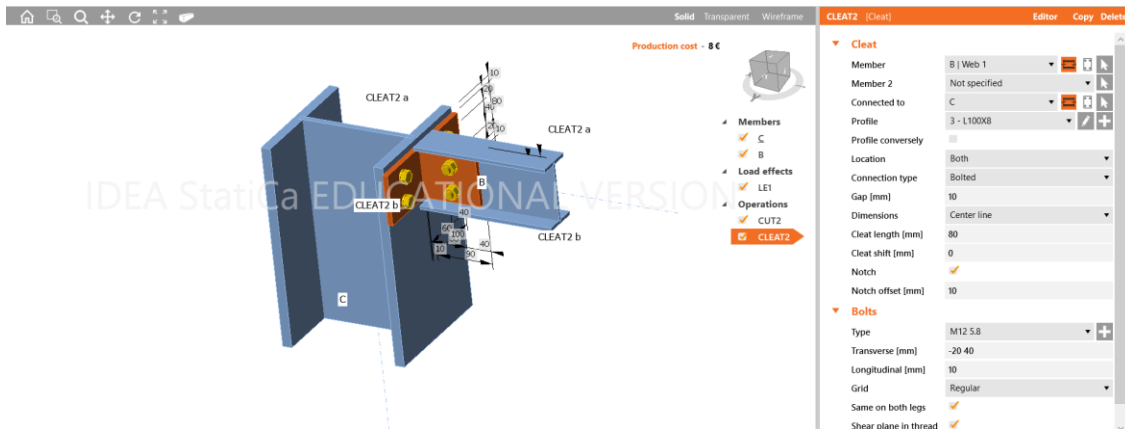 Solid Transparent Wireframe
CLEAT2 [Cleat] Editor Copy Delete
Production cost - 8 €
CLEAT2 a
CLEAT2 a
B
CLEAT2 b
CLEAT2 b
C
IDEA StatiCa EDUCATIONAL VERSION
10
20
80
40
10
40
60
100
40
10
90
Members
C
B
Load effects
LE1
Operations
CUT2
CLEAT2
Cleat
Member B | Web 1
Member 2 Not specified
Connected to C
Profile 3 - L100X8
Profile conversely
Location Both
Connection type Bolted
Gap [mm] 10
Dimensions Center line
Cleat length [mm] 80
Cleat shift [mm] 0
Notch
Notch offset [mm] 10
Bolts
Type M12 5.8
Transverse [mm] -20 40
Longitudinal [mm] 10
Grid Regular
Same on both legs
Shear plane in thread